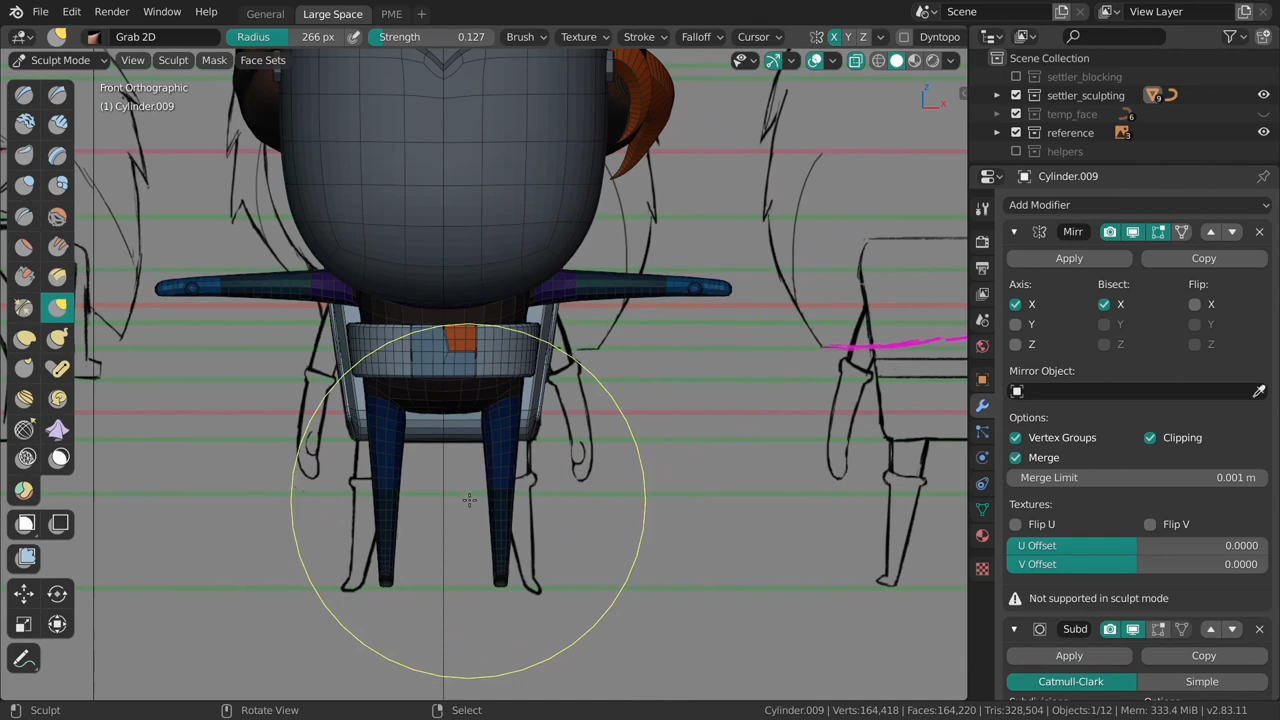 File Edit Render Window Help General Large Space PME + Scene View Layer
Grab 2D Radius 266 px Strength 0.127 Brush Texture Stroke Falloff Cursor X Y Z Dyntopo
Sculpt Mode View Sculpt Mask Face Sets
Front Orthographic
(1) Cylinder.009
Z
X
Scene Collection
settler_blocking
settler_sculpting 9
temp_face 6
reference 3
helpers
Cylinder.009
Add Modifier
Mirr
Apply Copy
Axis: Bisect: Flip:
X X X
Y Y Y
Z Z Z
Mirror Object:
Options:
Vertex Groups Clipping
Merge
Merge Limit 0.001 m
Textures:
Flip U Flip V
U Offset 0.0000
V Offset 0.0000
Not supported in sculpt mode
Subd
Apply Copy
Catmull-Clark Simple
Sculpt Rotate View Select Cylinder.009 | Verts:164,418 | Faces:164,220 | Tris:328,504 | Objects:1/12 | Mem: 333.4 MiB | v2.83.11